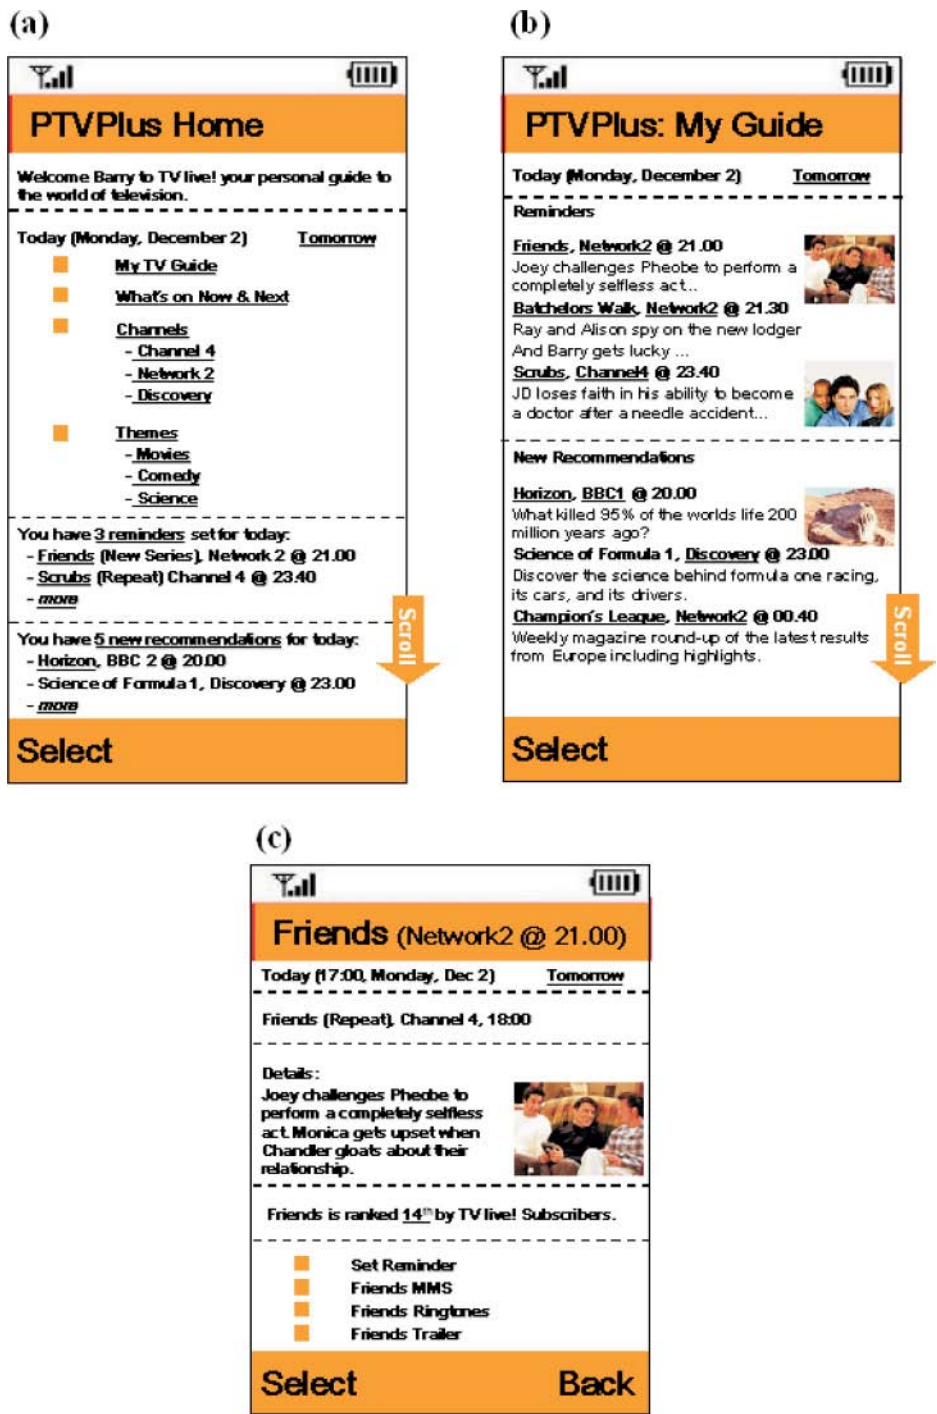 (a)
PTVPlus Home
Welcome Barry to TV live! your personal guide to
the world of television.
Today (Monday, December 2) Tomorrow
My TV Guide
What's on Now & Next
Channels
- Channel 4
- Network 2
- Discovery
Themes
- Movies
- Comedy
- Science
You have 3 reminders set for today:
- Friends (New Series), Network 2 @ 21.00
- Scrubs (Repeat) Channel 4 @ 23.40
- more
You have 5 new recommendations for today:
- Horizon, BBC 2 @ 20.00
- Science of Formula 1, Discovery @ 23.00
- more
Scroll
Select
(b)
PTVPlus: My Guide
Today (Monday, December 2) Tomorrow
Reminders
Friends, Network2 @ 21.00
Joey challenges Pheobe to perform a
completely selfless act...
Batchelors Walk, Network2 @ 21.30
Ray and Alison spy on the new lodger
And Barry gets lucky ...
Scrubs, Channel4 @ 23.40
JD loses faith in his ability to become
a doctor after a needle accident...
New Recommendations
Horizon, BBC1 @ 20.00
What killed 95% of the worlds life 200
million years ago?
Science of Formula 1, Discovery @ 23.00
Discover the science behind formula one racing,
its cars, and its drivers.
Champion's League, Network2 @ 00.40
Weekly magazine round-up of the latest results
from Europe including highlights.
Scroll
Select
(c)
Friends (Network2 @ 21.00)
Today (17:00, Monday, Dec 2) Tomorrow
Friends (Repeat), Channel 4, 18:00
Details:
Joey challenges Pheobe to
perform a completely selfless
act. Monica gets upset when
Chandler gloats about their
relationship.
Friends is ranked 14th by TV live! Subscribers.
Set Reminder
Friends MMS
Friends Ringtones
Friends Trailer
Select Back